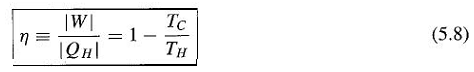 η ≡ |W| / |Q_H| = 1 − T_C / T_H (5.8)